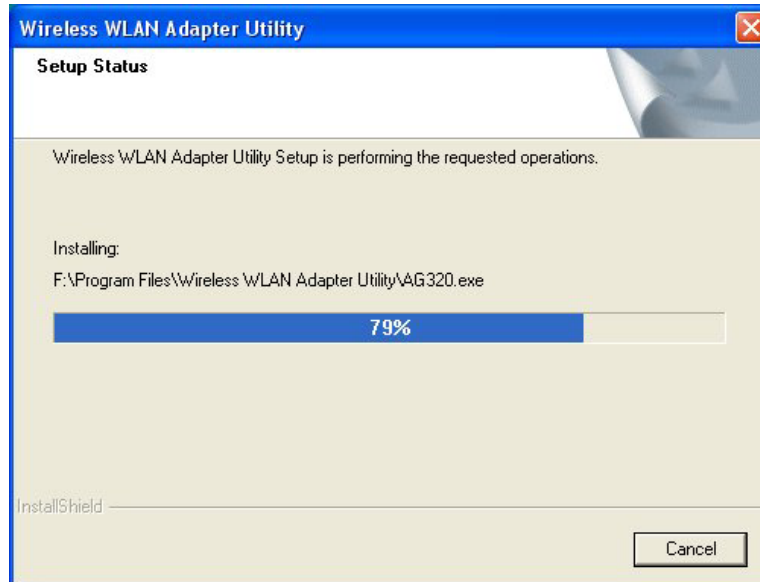 Wireless WLAN Adapter Utility
Setup Status
Wireless WLAN Adapter Utility Setup is performing the requested operations.
Installing:
F:\Program Files\Wireless WLAN Adapter Utility\AG320.exe
79%
InstallShield
Cancel